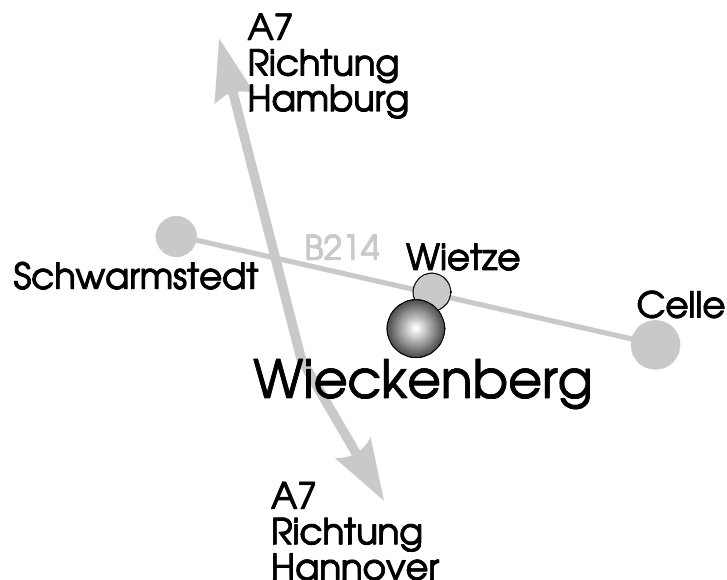 A7
Richtung
Hamburg
B214
Wietze
Schwarmstedt
Celle
Wieckenberg
A7
Richtung
Hannover